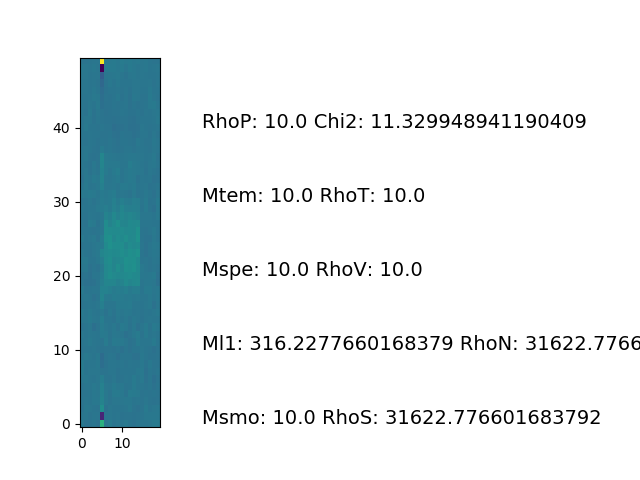 RhoP: 10.0 Chi2: 11.329948941190409
40
Mtem: 10.0 RhoT: 10.0
30
Mspe: 10.0 RhoV: 10.0
20
Ml1: 316.2277660168379 RhoN: 31622.7766
10
Msmo: 10.0 RhoS: 31622.776601683792
0
0 10